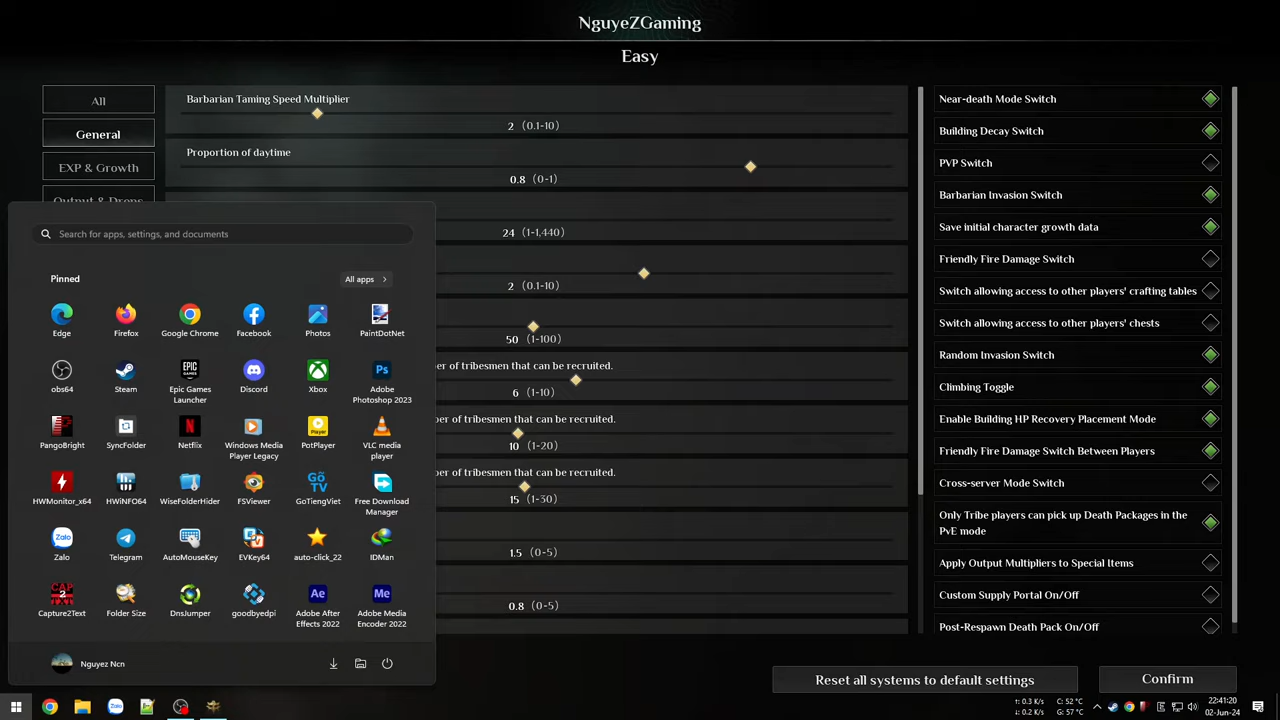 NguyeZGaming
Easy
All
General
EXP & Growth
Output & Drops
Barbarian Taming Speed Multiplier
2 (0.1-10)
Proportion of daytime
0.8 (0-1)
24 (1-1,440)
2 (0.1-10)
50 (1-100)
er of tribesmen that can be recruited.
6 (1-10)
er of tribesmen that can be recruited.
10 (1-20)
er of tribesmen that can be recruited.
15 (1-30)
1.5 (0-5)
0.8 (0-5)
Near-death Mode Switch
Building Decay Switch
PVP Switch
Barbarian Invasion Switch
Save initial character growth data
Friendly Fire Damage Switch
Switch allowing access to other players' crafting tables
Switch allowing access to other players' chests
Random Invasion Switch
Climbing Toggle
Enable Building HP Recovery Placement Mode
Friendly Fire Damage Switch Between Players
Cross-server Mode Switch
Only Tribe players can pick up Death Packages in the
PvE mode
Apply Output Multipliers to Special Items
Custom Supply Portal On/Off
Post-Respawn Death Pack On/Off
Search for apps, settings, and documents
Pinned
All apps >
Edge
Firefox
Google Chrome
Facebook
Photos
PaintDotNet
obs64
Steam
Epic Games
Launcher
Discord
Xbox
Adobe
Photoshop 2023
PangoBright
SyncFolder
Netflix
Windows Media
Player Legacy
PotPlayer
VLC media
player
HWMonitor_x64
HWiNFO64
WiseFolderHider
FSViewer
GoTiengViet
Free Download
Manager
Zalo
Telegram
AutoMouseKey
EVKey64
auto-click_22
IDMan
Capture2Text
Folder Size
DnsJumper
goodbyedpi
Adobe After
Effects 2022
Adobe Media
Encoder 2022
Nguyez Ncn
Reset all systems to default settings
Confirm
↑: 0.3 K/s
↓: 0.2 K/s
C: 52 °C
G: 57 °C
22:41:20
02-Jun-24